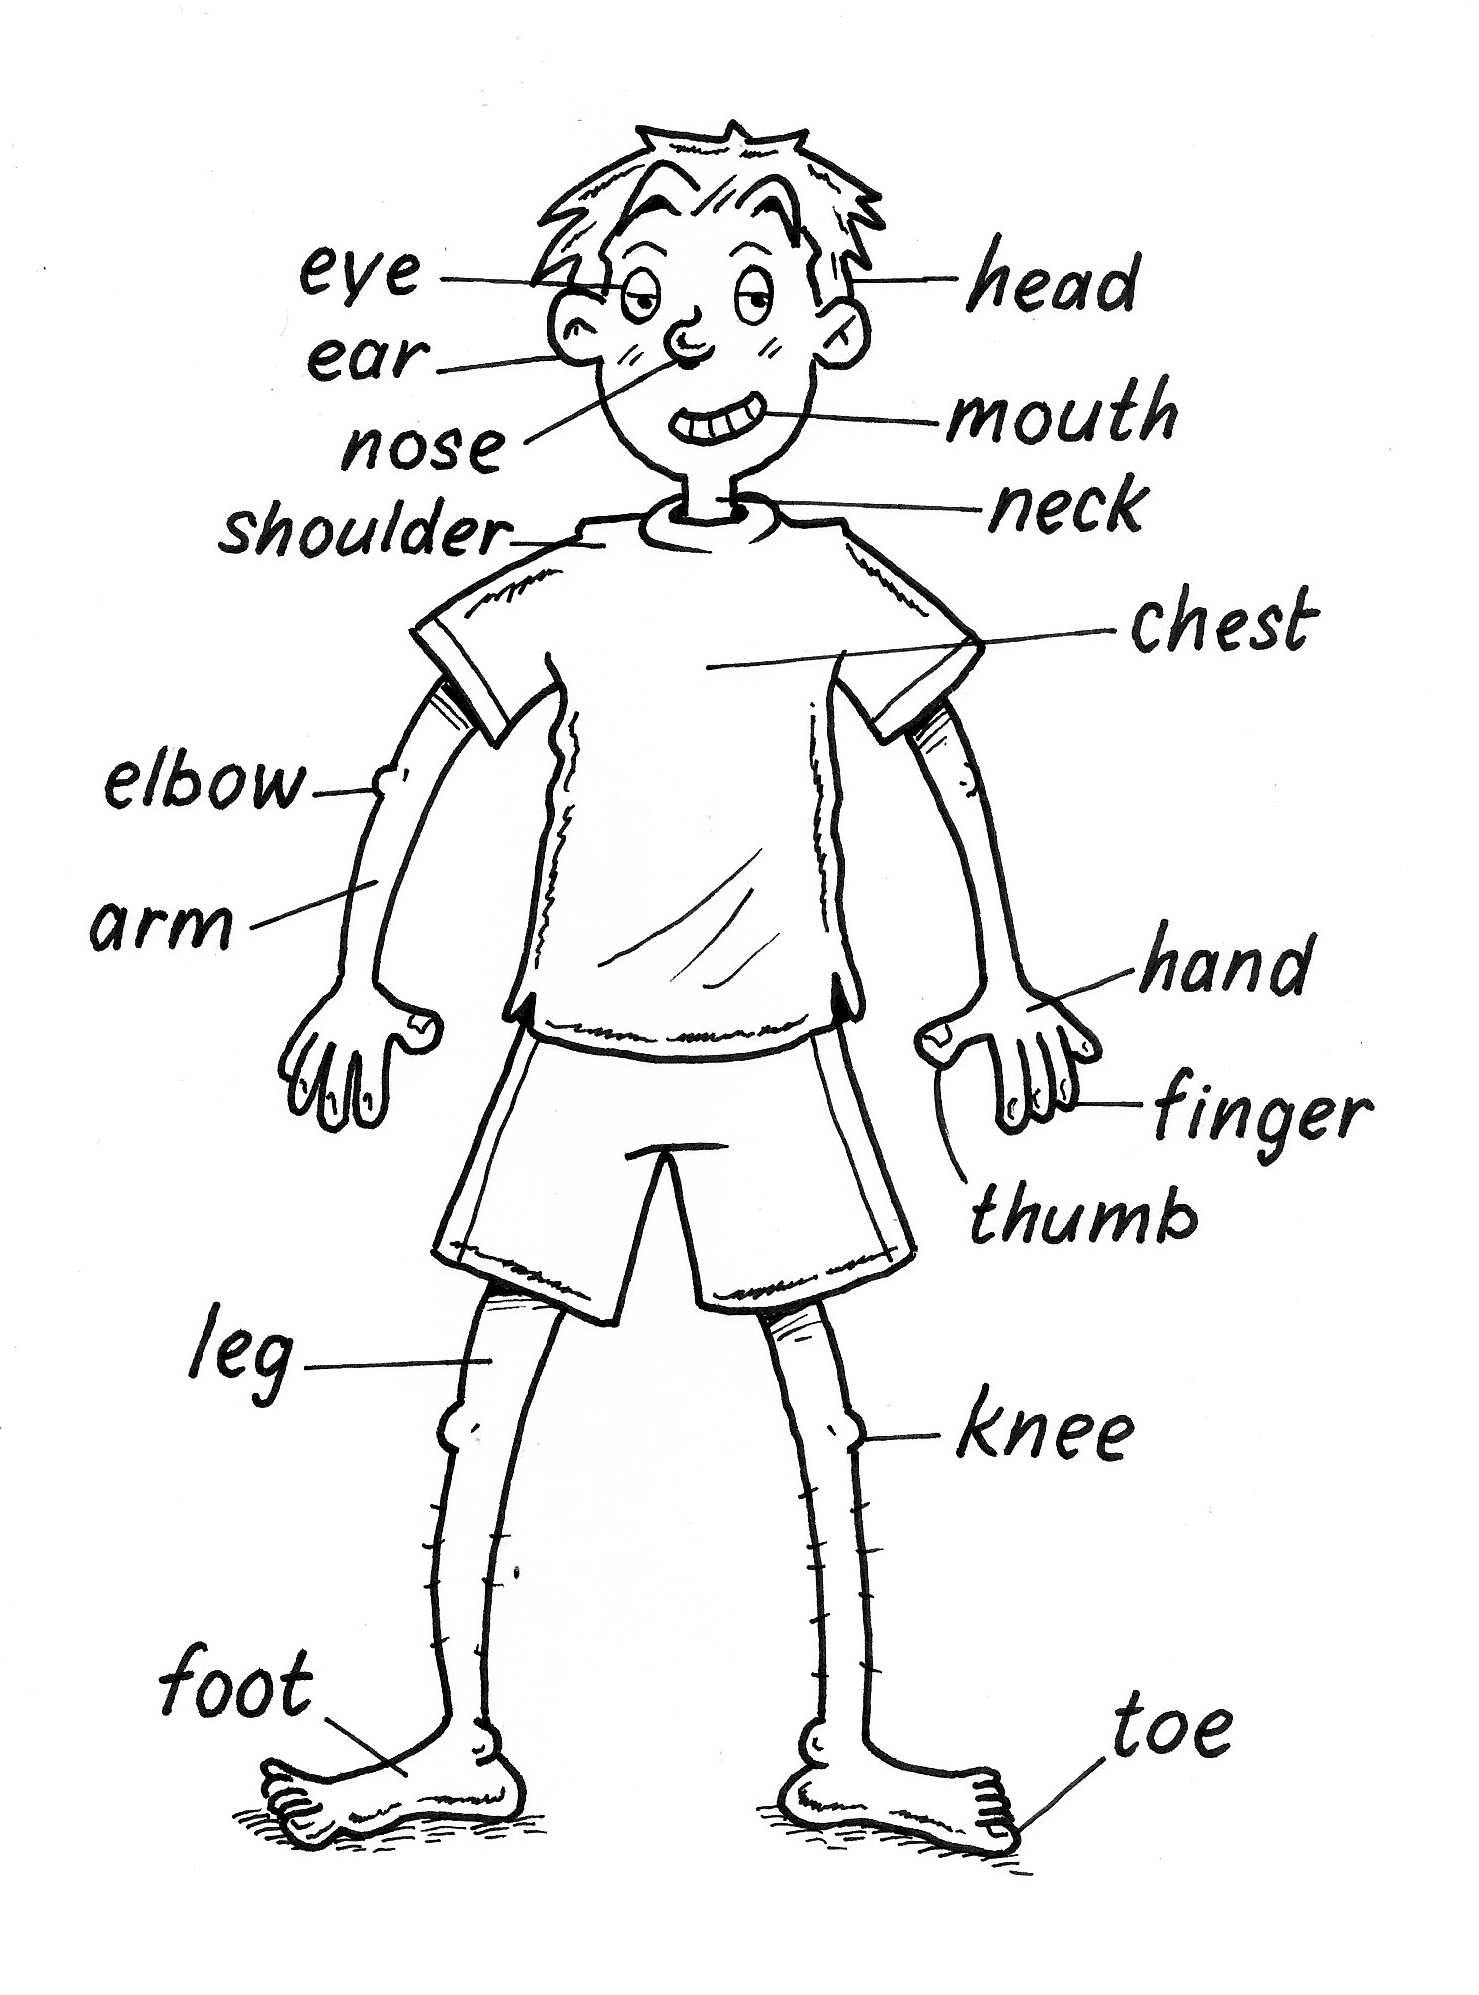 eye
head
ear
nose
mouth
shoulder
neck
chest
elbow
arm
hand
finger
thumb
leg
knee
foot
toe